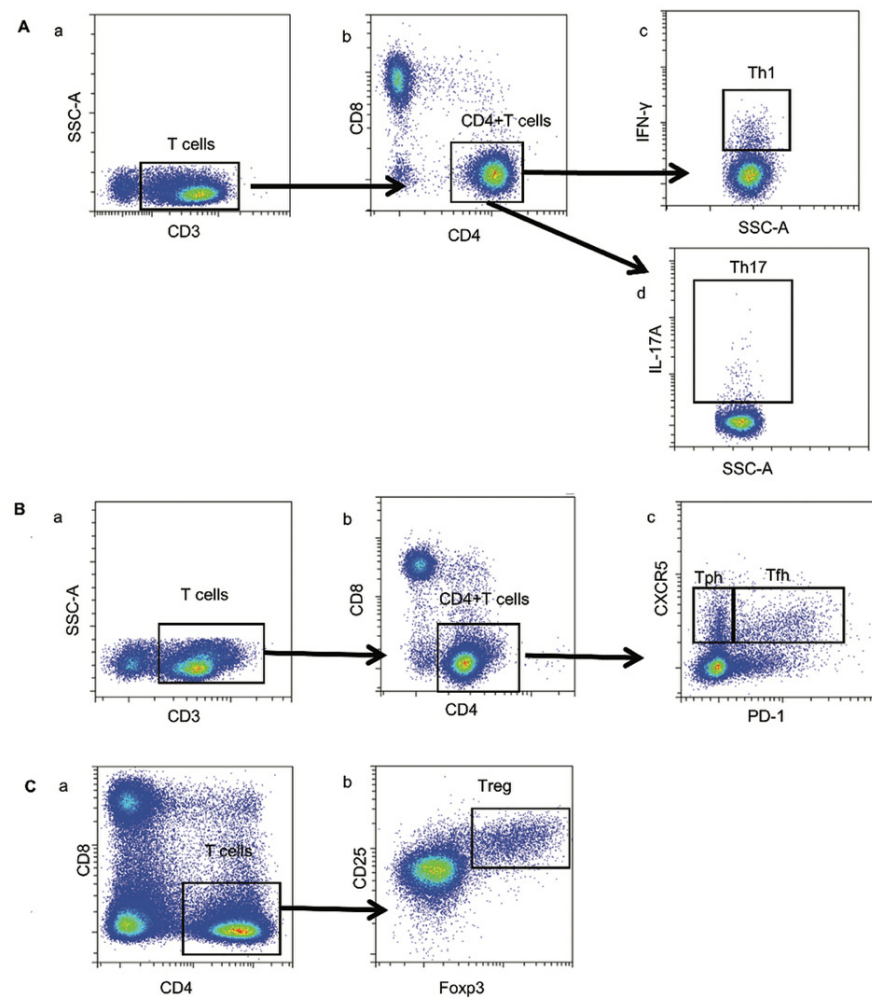 A
a
SSC-A
T cells
CD3
b
CD8
CD4+T cells
CD4
c
IFN-γ
Th1
SSC-A
d
IL-17A
Th17
SSC-A
B
a
SSC-A
T cells
CD3
b
CD8
CD4+T cells
CD4
c
CXCR5
Tph
Tfh
PD-1
C
a
CD8
T cells
CD4
b
CD25
Treg
Foxp3